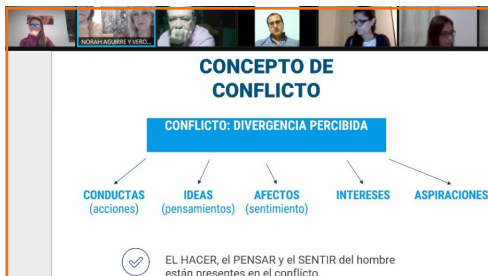 NORAH AGUIRRE Y VERO...
CONCEPTO DE
CONFLICTO
CONFLICTO: DIVERGENCIA PERCIBIDA
CONDUCTAS IDEAS AFECTOS INTERESES ASPIRACIONES
(acciones) (pensamientos) (sentimiento)
EL HACER, el PENSAR y el SENTIR del hombre
están presentes en el conflicto.